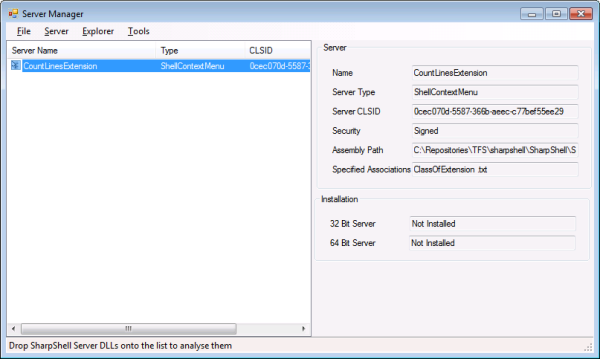 Server Manager
File Server Explorer Tools
Server Name Type CLSID
CountLinesExtension ShellContextMenu 0cec070d-5587-
Server
Name CountLinesExtension
Server Type ShellContextMenu
Server CLSID 0cec070d-5587-366b-aeec-c77bef55ee29
Security Signed
Assembly Path C:\Repositories\TFS\sharpshell\SharpShell\S
Specified Associations ClassOfExtension .txt
Installation
32 Bit Server Not Installed
64 Bit Server Not Installed
Drop SharpShell Server DLLs onto the list to analyse them